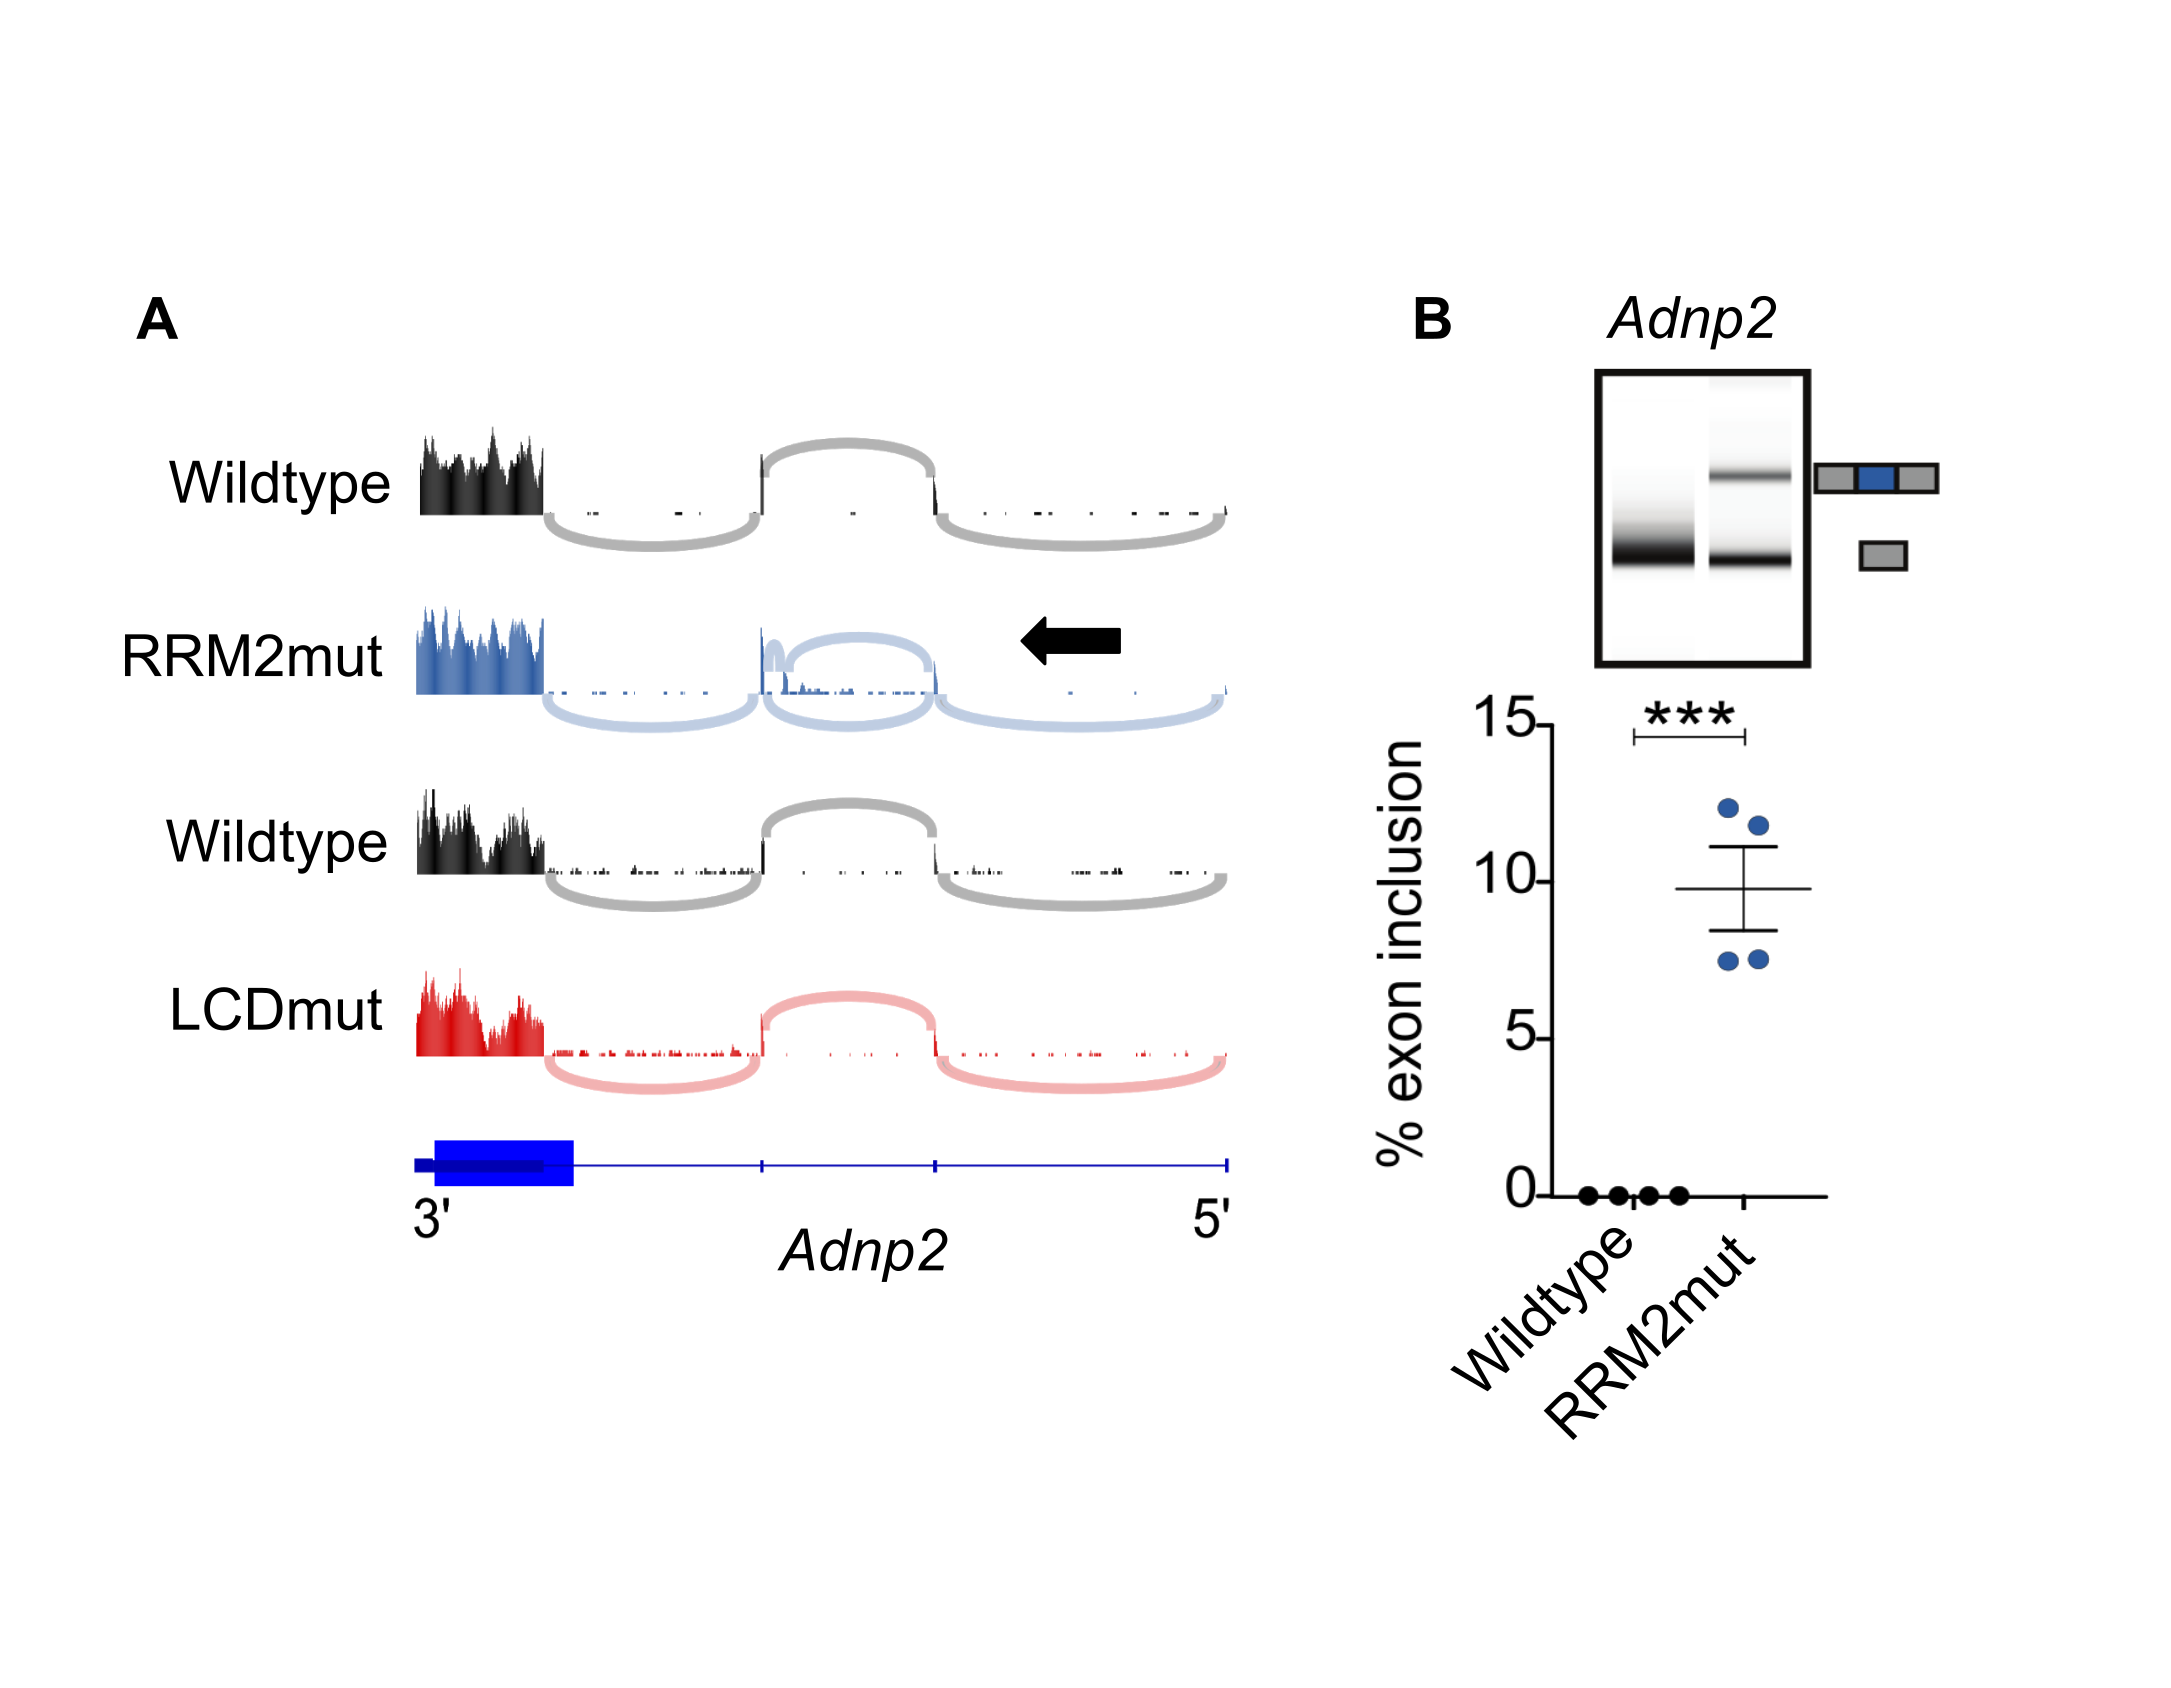 A
Wildtype
RRM2mut
Wildtype
LCDmut
3'
5'
Adnp2
B
Adnp2
***
15
10
5
0
% exon inclusion
Wildtype
RRM2mut